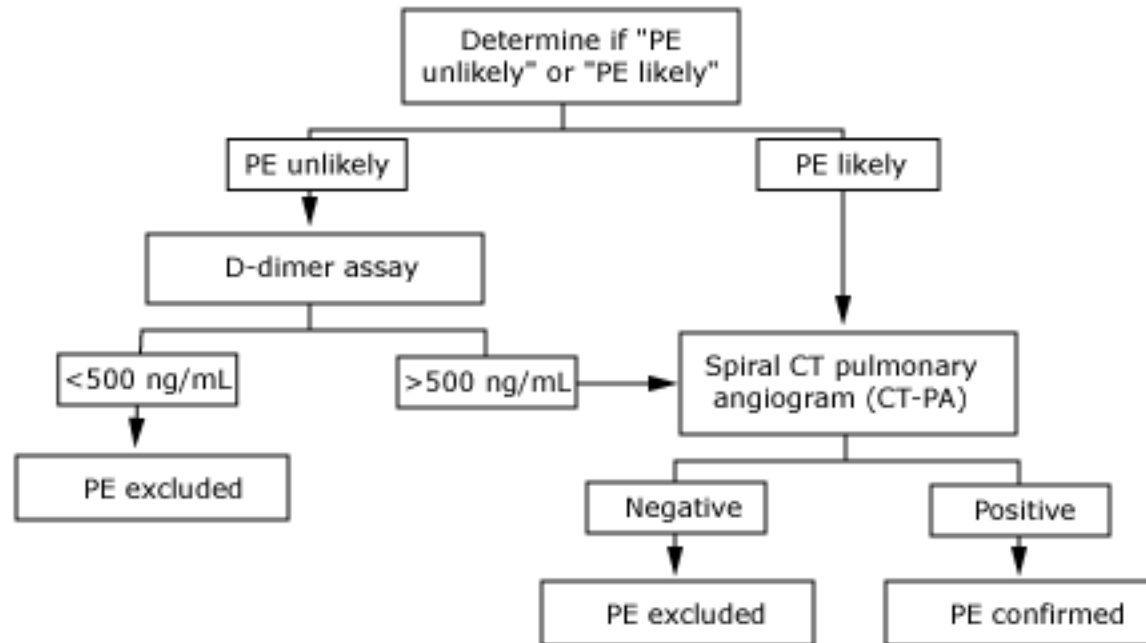 Determine if "PE
unlikely" or "PE likely"
PE unlikely
PE likely
D-dimer assay
<500 ng/mL
>500 ng/mL
Spiral CT pulmonary
angiogram (CT-PA)
PE excluded
Negative
Positive
PE excluded
PE confirmed